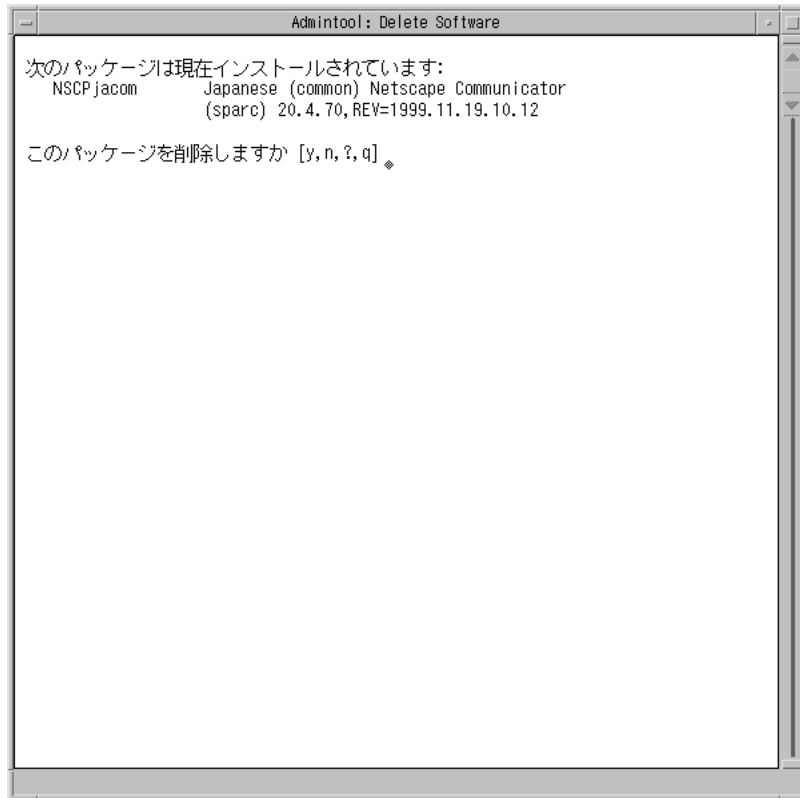 Admintool: Delete Software
次のパッケージは現在インストールされています:
NSCPjacom Japanese (common) Netscape Communicator
(sparc) 20.4.70,REV=1999.11.19.10.12
このパッケージを削除しますか [y,n,?,q]